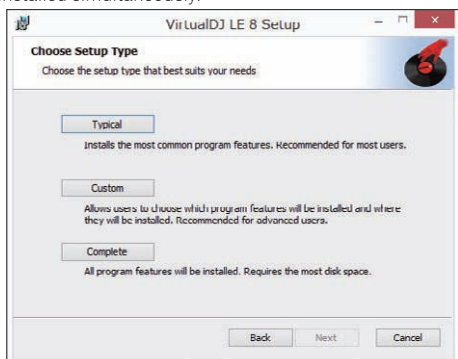 installed simultaneously.
VirtualDJ LE 8 Setup
Choose Setup Type
Choose the setup type that best suits your needs
Typical
Installs the most common program features. Recommended for most users.
Custom
Allows users to choose which program features will be installed and where
they will be installed. Recommended for advanced users.
Complete
All program features will be installed. Requires the most disk space.
Back Next Cancel